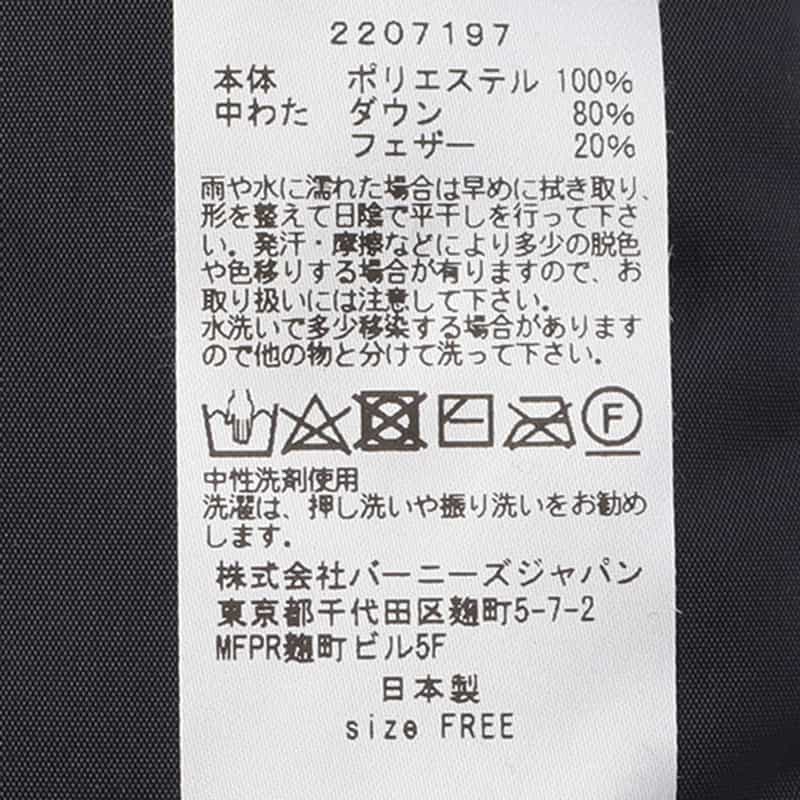 2207197
本体 ポリエステル 100%
中わた ダウン 80%
フェザー 20%
雨や水に濡れた場合は早めに拭き取り、
形を整えて日陰で平干しを行って下さ
い。発汗・摩擦などにより多少の脱色
や色移りする場合が有りますので、お
取り扱いには注意して下さい。
水洗いで多少移染する場合があります
ので他の物と分けて洗って下さい。
F
中性洗剤使用
洗濯は、押し洗いや振り洗いをお勧め
します。
株式会社バーニーズジャパン
東京都千代田区麹町5-7-2
MFPR麹町ビル5F
日本製
size FREE